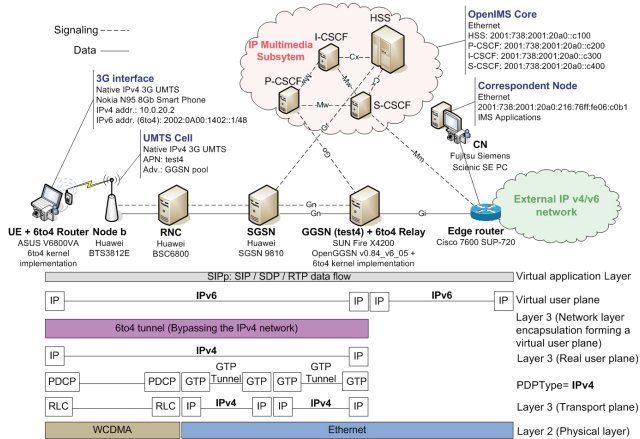 Signaling
Data
3G interface
Native IPv4 3G UMTS
Nokia N95 8Gb Smart Phone
IPv4 addr.: 10.0.20.2
IPv6 addr. (6to4): 2002:0A00:1402::1/48
UMTS Cell
Native IPv4 3G UMTS
APN: test4
Adv.: GGSN pool
IP Multimedia
Subsytem
I-CSCF
HSS
P-CSCF
S-CSCF
Cx
Mw
Mw
Mw
Cx
Gi
Go
Mm
OpenIMS Core
Ethernet
HSS: 2001:738:2001:20a0::c100
P-CSCF: 2001:738:2001:20a0::c200
I-CSCF: 2001:738:2001:20a0::c300
S-CSCF: 2001:738:2001:20a0::c400
Correspondent Node
Ethernet
2001:738:2001:20a0:216:76ff:fe06:c0b1
IMS Applications
CN
Fujitsu Siemens
Scienic SE PC
External IP v4/v6
network
Gn
Gn
Gi
UE + 6to4 Router
ASUS V6800VA
6to4 kernel
implementation
Node b
Huawei
BTS3812E
RNC
Huawei
BSC6800
SGSN
Huawei
SGSN 9810
GGSN (test4) + 6to4 Relay
SUN Fire X4200
OpenGGSN v0.84_v6_05 +
6to4 kernel implementation
Edge router
Cisco 7600 SUP-720
SIPp: SIP / SDP / RTP data flow
Virtual application Layer
IP
IPv6
IP
IP
IPv6
IP
Virtual user plane
6to4 tunnel (Bypassing the IPv4 network)
Layer 3 (Network layer
encapsulation forming a
virtual user plane)
IP
IPv4
IP
Layer 3 (Real user plane)
PDCP
PDCP
GTP
GTP
Tunnel
GTP
GTP
GTP
Tunnel
GTP
PDPType= IPv4
RLC
RLC
IP
IPv4
IP
IP
IPv4
IP
Layer 3 (Transport plane)
WCDMA
Ethernet
Layer 2 (Physical layer)